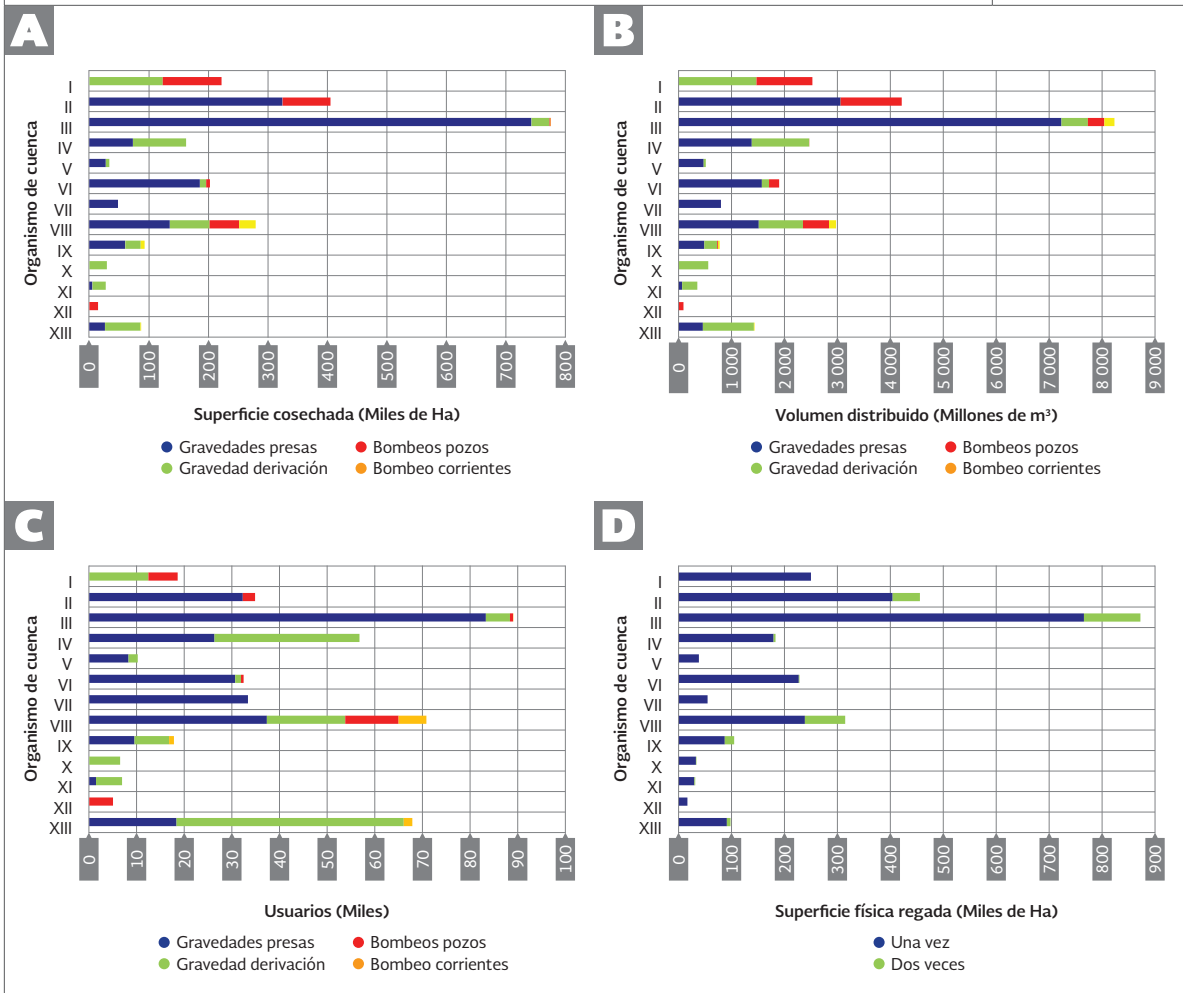 A
Organismo de cuenca
I
II
III
IV
V
VI
VII
VIII
IX
X
XI
XII
XIII
0 100 200 300 400 500 600 700 800
Superficie cosechada (Miles de Ha)
Gravedades presas Bombeos pozos
Gravedad derivación Bombeo corrientes
B
Organismo de cuenca
I
II
III
IV
V
VI
VII
VIII
IX
X
XI
XII
XIII
0 1 000 2 000 3 000 4 000 5 000 6 000 7 000 8 000 9 000
Volumen distribuido (Millones de m³)
Gravedades presas Bombeos pozos
Gravedad derivación Bombeo corrientes
C
Organismo de cuenca
I
II
III
IV
V
VI
VII
VIII
IX
X
XI
XII
XIII
0 10 20 30 40 50 60 70 80 90 100
Usuarios (Miles)
Gravedades presas Bombeos pozos
Gravedad derivación Bombeo corrientes
D
Organismo de cuenca
I
II
III
IV
V
VI
VII
VIII
IX
X
XI
XII
XIII
0 100 200 300 400 500 600 700 800 900
Superficie física regada (Miles de Ha)
Una vez
Dos veces